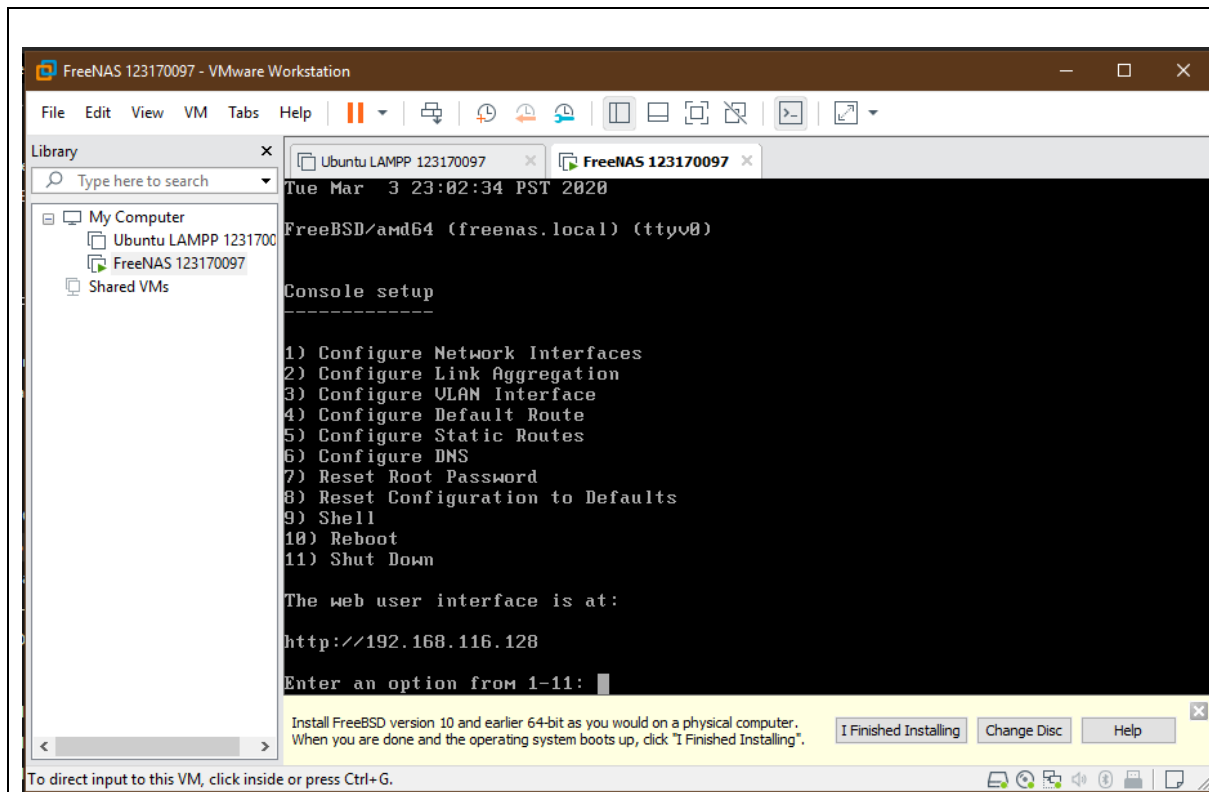 FreeNAS 123170097 - VMware Workstation
File Edit View VM Tabs Help
Library
Type here to search
My Computer
Ubuntu LAMPP 1231700
FreeNAS 123170097
Shared VMs
Ubuntu LAMPP 123170097
FreeNAS 123170097
Tue Mar 3 23:02:34 PST 2020
FreeBSD/amd64 (freenas.local) (ttyv0)
Console setup
-------------
1) Configure Network Interfaces
2) Configure Link Aggregation
3) Configure VLAN Interface
4) Configure Default Route
5) Configure Static Routes
6) Configure DNS
7) Reset Root Password
8) Reset Configuration to Defaults
9) Shell
10) Reboot
11) Shut Down
The web user interface is at:
http://192.168.116.128
Enter an option from 1-11:
Install FreeBSD version 10 and earlier 64-bit as you would on a physical computer.
When you are done and the operating system boots up, click "I Finished Installing".
I Finished Installing
Change Disc
Help
To direct input to this VM, click inside or press Ctrl+G.